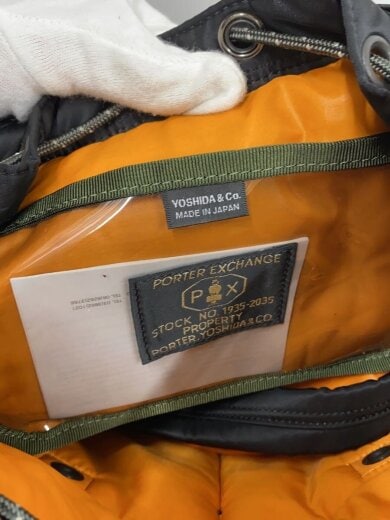 YOSHIDA & Co.
MADE IN JAPAN
PORTER EXCHANGE
P X
STOCK NO. 1935-2035
PROPERTY
PORTER, YOSHIDA & CO